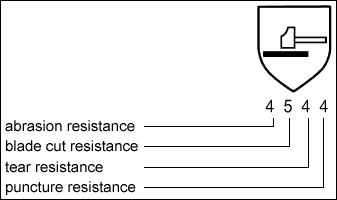 4 5 4 4
abrasion resistance
blade cut resistance
tear resistance
puncture resistance